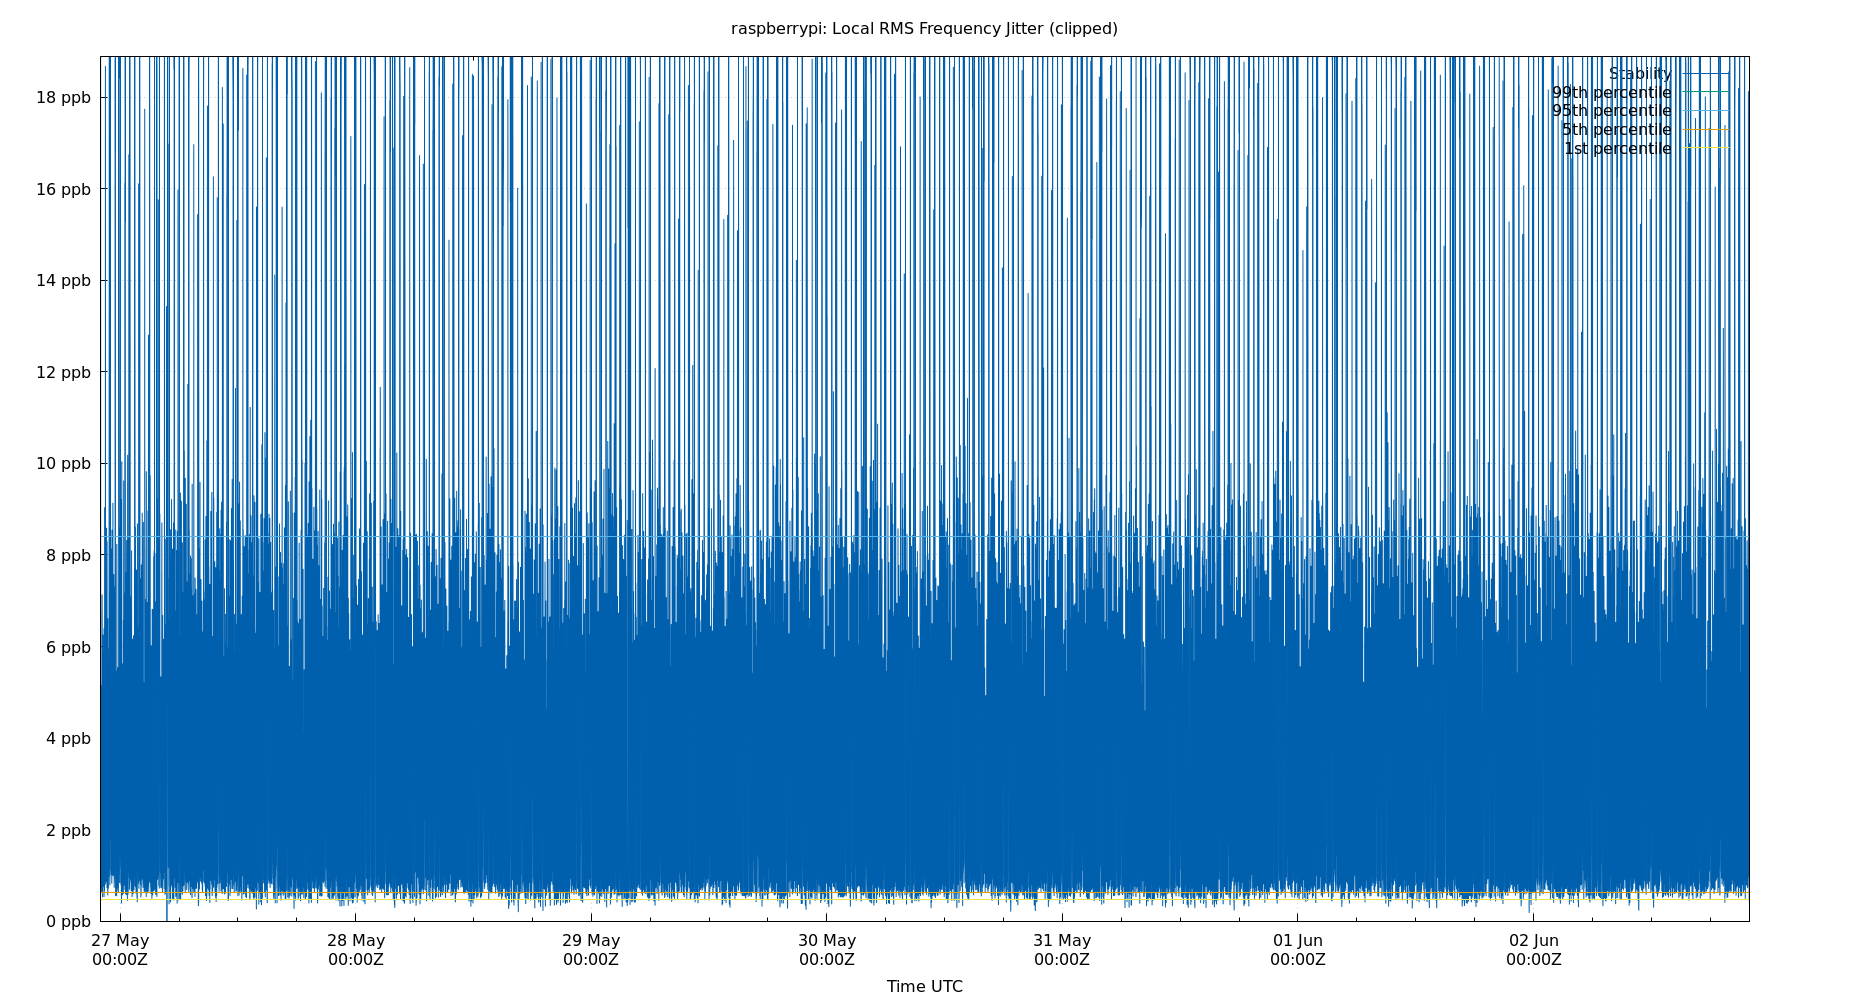 raspberrypi: Local RMS Frequency Jitter (clipped)
Stability
99th percentile
95th percentile
5th percentile
1st percentile
18 ppb
16 ppb
14 ppb
12 ppb
10 ppb
8 ppb
6 ppb
4 ppb
2 ppb
0 ppb
27 May 28 May 29 May 30 May 31 May 01 Jun 02 Jun
00:00Z 00:00Z 00:00Z 00:00Z 00:00Z 00:00Z 00:00Z
Time UTC